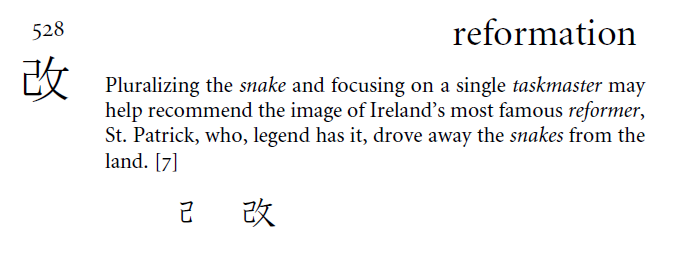 528
reformation
改
Pluralizing the snake and focusing on a single taskmaster may
help recommend the image of Ireland's most famous reformer,
St. Patrick, who, legend has it, drove away the snakes from the
land. [7]
己 改